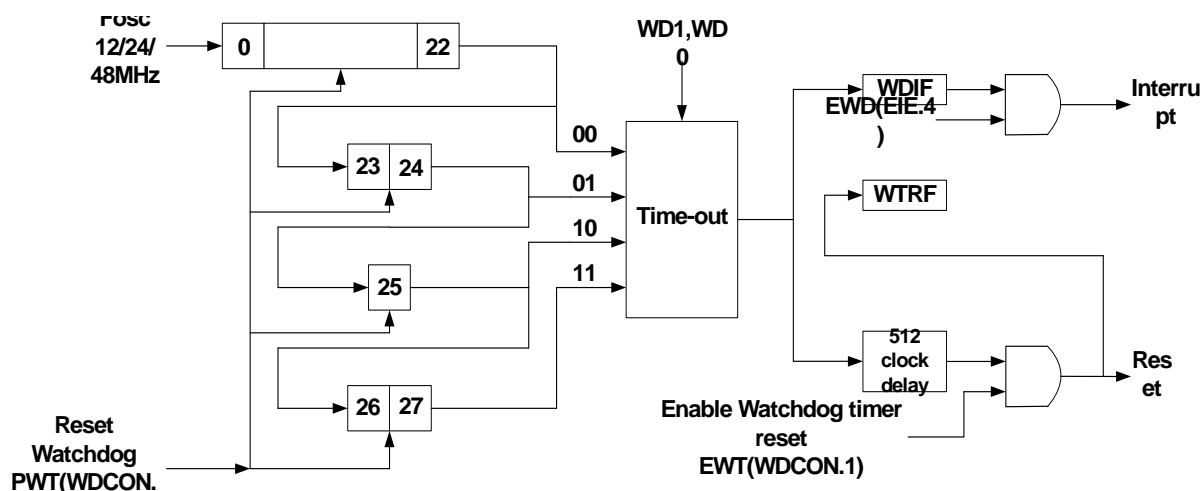 Fosc
12/24/
48MHz
0
22
WD1,WD
0
WDIF
EWD(EIE.4
)
Interru
pt
00
23
24
01
WTRF
Time-out
10
25
11
512
clock
delay
Res
et
26
27
Enable Watchdog timer
reset
EWT(WDCON.1)
Reset
Watchdog
PWT(WDCON.